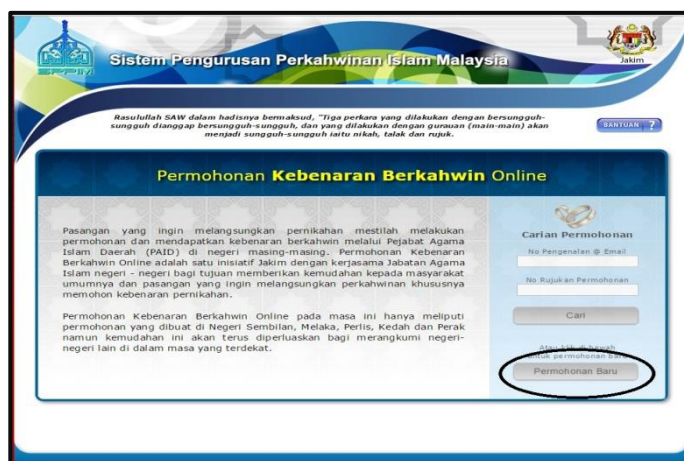 SPPIM
Sistem Pengurusan Perkahwinan Islam Malaysia
Jakim
Rasulullah SAW dalam hadisnya bermaksud, "Tiga perkara yang dilakukan dengan bersungguh-
sungguh dianggap bersungguh-sungguh, dan yang dilakukan dengan gurauan (main-main) akan
menjadi sungguh-sungguh iaitu nikah, talak dan rujuk.
BANTUAN ?
Permohonan Kebenaran Berkahwin Online
Pasangan yang ingin melangsungkan pernikahan mestilah melakukan
permohonan dan mendapatkan kebenaran berkahwin melalui Pejabat Agama
Islam Daerah (PAID) di negeri masing-masing. Permohonan Kebenaran
Berkahwin Online adalah satu inisiatif Jakim dengan kerjasama Jabatan Agama
Islam negeri - negeri bagi tujuan memberikan kemudahan kepada masyarakat
umumnya dan pasangan yang ingin melangsungkan perkahwinan khususnya
memohon kebenaran pernikahan.
Permohonan Kebenaran Berkahwin Online pada masa ini hanya meliputi
permohonan yang dibuat di Negeri Sembilan, Melaka, Perlis, Kedah dan Perak
namun kemudahan ini akan terus diperluaskan bagi merangkumi negeri-
negeri lain di dalam masa yang terdekat.
Carian Permohonan
No Pengenalan @ Email
No Rujukan Permohonan
Cari
Atau klik di bawah
untuk permohonan baru
Permohonan Baru